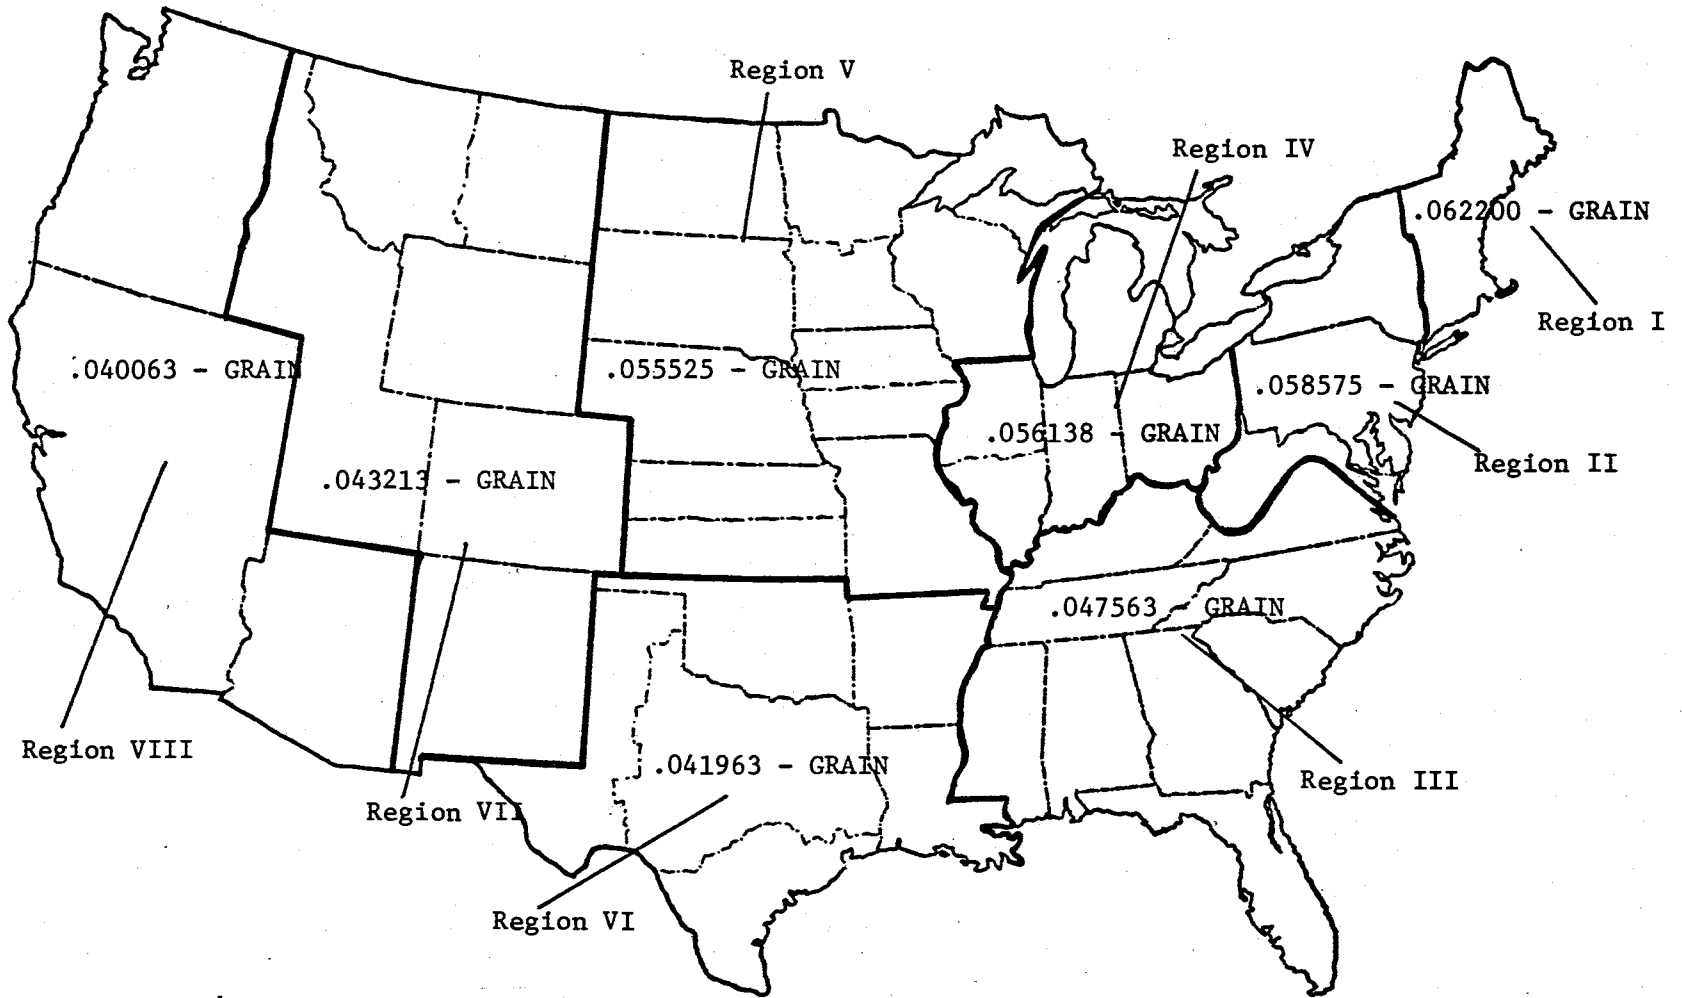 Region V
Region IV
.062200 - GRAIN
Region I
.040063 - GRAIN
.055525 - GRAIN
.058575 - GRAIN
.056138 - GRAIN
Region II
.043213 - GRAIN
.047563 - GRAIN
Region VIII
.041963 - GRAIN
Region III
Region VII
Region VI